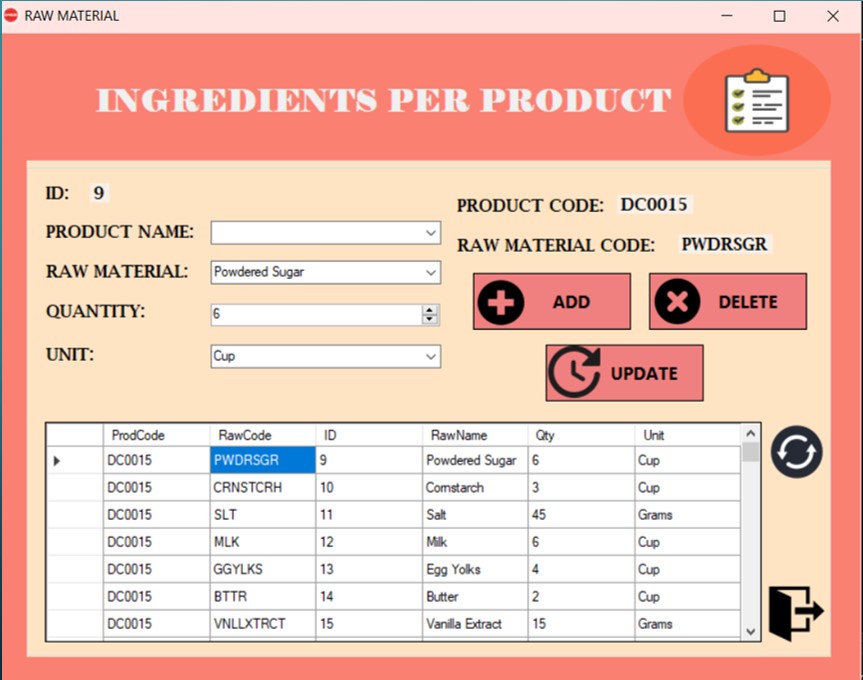 RAW MATERIAL
INGREDIENTS PER PRODUCT
ID: 9
PRODUCT NAME:
RAW MATERIAL: Powdered Sugar
QUANTITY: 6
UNIT: Cup
PRODUCT CODE: DC0015
RAW MATERIAL CODE: PWDRSGR
ADD
DELETE
UPDATE
ProdCode RawCode ID RawName Qty Unit
DC0015 PWDRSGR 9 Powdered Sugar 6 Cup
DC0015 CRNSTCRH 10 Cornstarch 3 Cup
DC0015 SLT 11 Salt 45 Grams
DC0015 MLK 12 Milk 6 Cup
DC0015 GGYLKS 13 Egg Yolks 4 Cup
DC0015 BTTR 14 Butter 2 Cup
DC0015 VNLLXTRCT 15 Vanilla Extract 15 Grams